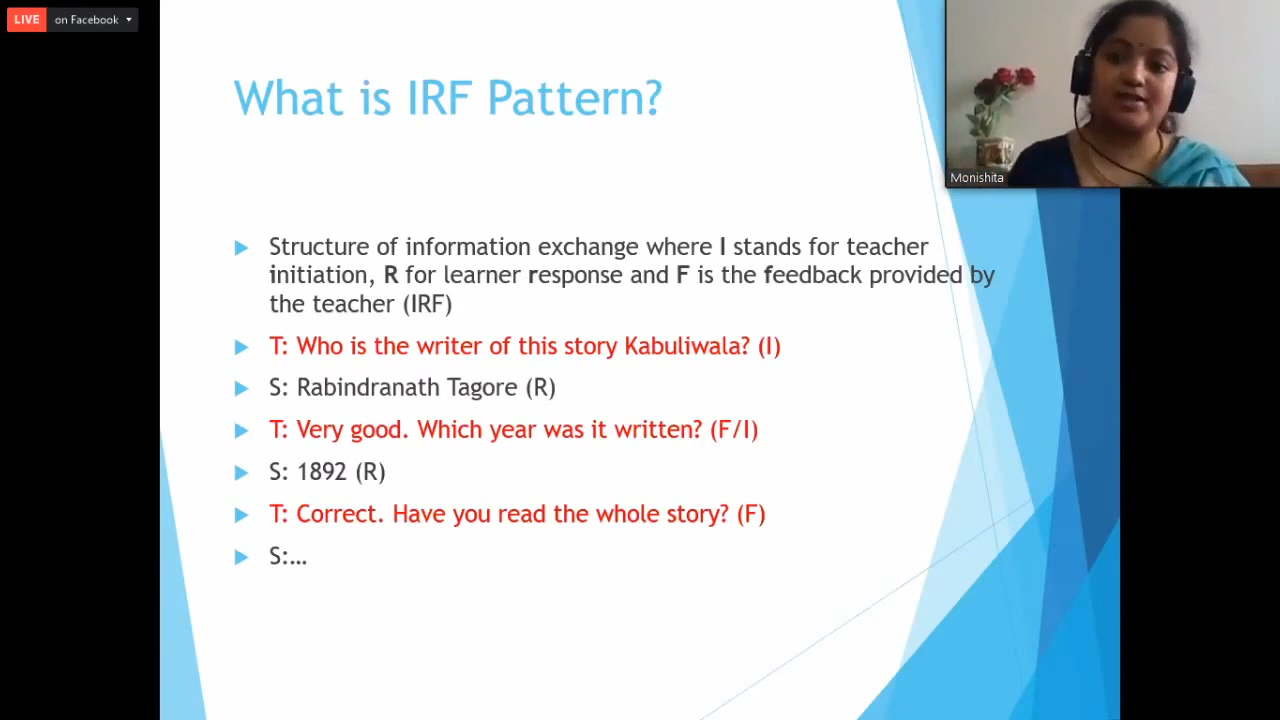 LIVE on Facebook
What is IRF Pattern?
Monishita
Structure of information exchange where I stands for teacher
initiation, R for learner response and F is the feedback provided by
the teacher (IRF)
T: Who is the writer of this story Kabuliwala? (I)
S: Rabindranath Tagore (R)
T: Very good. Which year was it written? (F/I)
S: 1892 (R)
T: Correct. Have you read the whole story? (F)
S:…